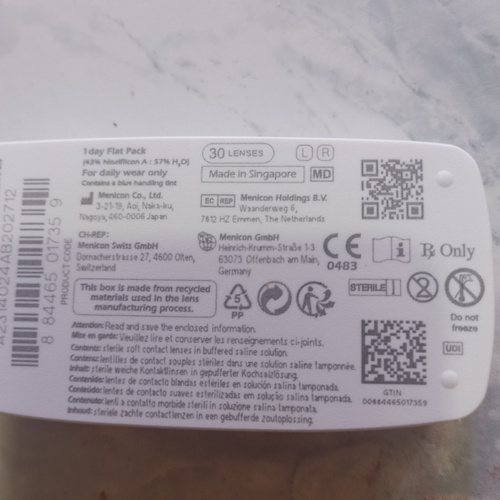 1day Flat Pack
(43% hioxifilcon A : 57% H₂O)
For daily wear only
Contains a blue handling tint
30 LENSES
L R
Made in Singapore
MD
Menicon Co., Ltd.
3-21-19, Aoi, Naka-ku,
Nagoya, 460-0006 Japan
EC REP Menicon Holdings B.V.
Waanderweg 6,
7812 HZ Emmen, The Netherlands
CH-REP:
Menicon Swiss GmbH
Dornacherstrasse 27, 4600 Olten,
Switzerland
Menicon GmbH
Heinrich-Krumm-Straße 1-3
63073 Offenbach am Main,
Germany
CE
0483
i
Rx Only
This box is made from recycled
materials used in the lens
manufacturing process.
5
PP
STERILE
2
Do not
freeze
Attention: Read and save the enclosed information.
Mise en garde: Veuillez lire et conserver les renseignements ci-joints.
Contents: sterile soft contact lenses in buffered saline solution.
Contenu: lentilles de contact souples stériles dans une solution saline tamponnée.
Inhalt: sterile weiche Kontaktlinsen in gepufferter Kochsalzlösung.
Contenido: lentes de contacto blandas estériles en solución salina tamponada.
Conteúdo: lentes de contacto suaves esterilizadas em solução salina tamponada.
Contenuto: lenti a contatto morbide sterili in soluzione salina tamponata.
Inhoud: steriele zachte contactlenzen in een gebufferde zoutoplossing.
UDI
GTIN
00884465017359
8 84465 01735 9
PRODUCT CODE